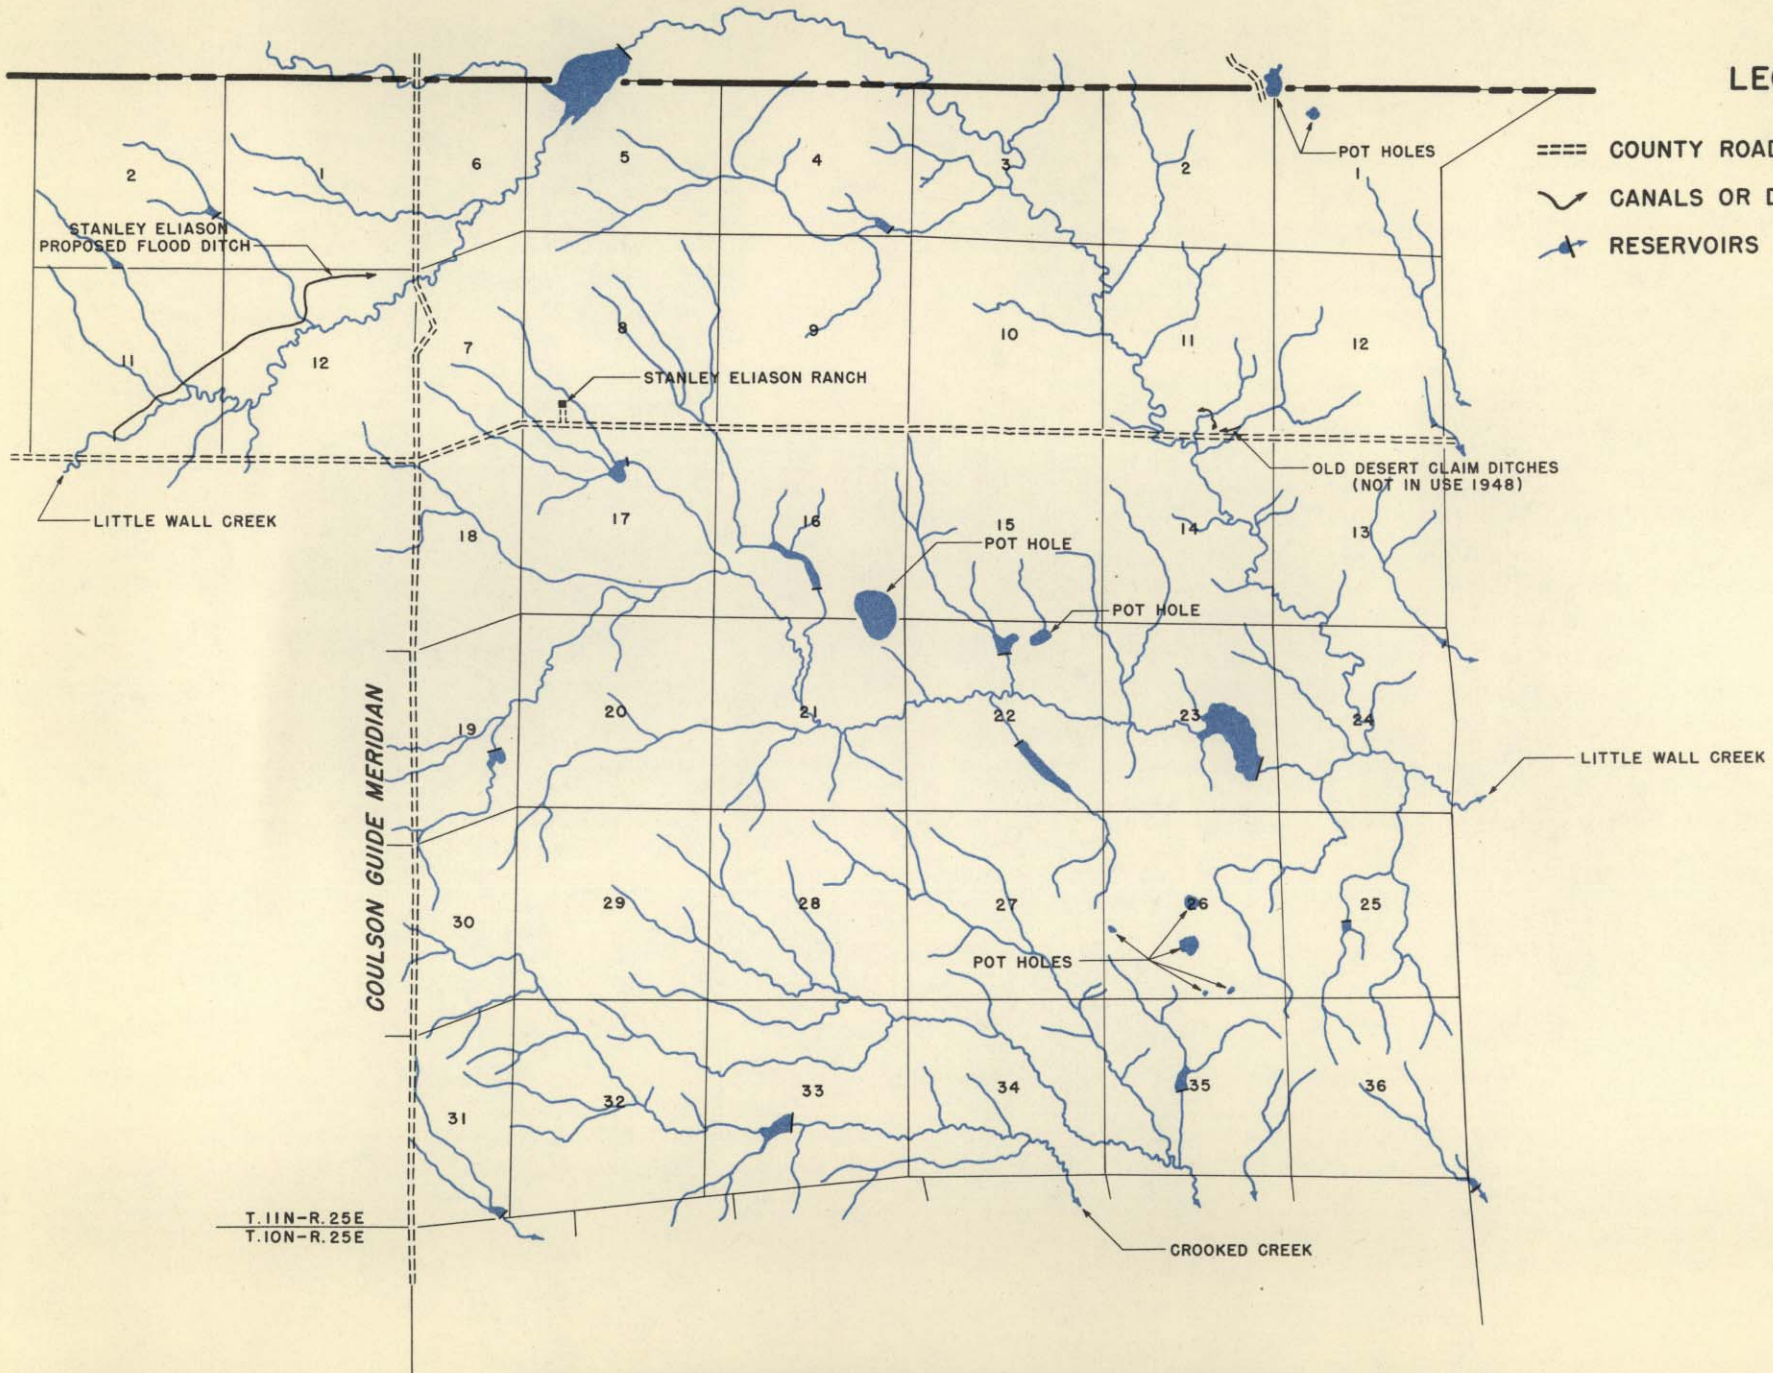 LEG
==== COUNTY ROAD
CANALS OR D
RESERVOIRS
POT HOLES
2
1
6
5
4
3
2
1
STANLEY ELIASON
PROPOSED FLOOD DITCH
11
12
7
8
9
10
11
12
STANLEY ELIASON RANCH
OLD DESERT CLAIM DITCHES
(NOT IN USE 1948)
LITTLE WALL CREEK
18
17
16
15
14
13
POT HOLE
POT HOLE
COULSON GUIDE MERIDIAN
19
20
21
22
23
24
LITTLE WALL CREEK
30
29
28
27
26
25
POT HOLES
31
32
33
34
35
36
T.11N-R.25E
T.10N-R.25E
CROOKED CREEK